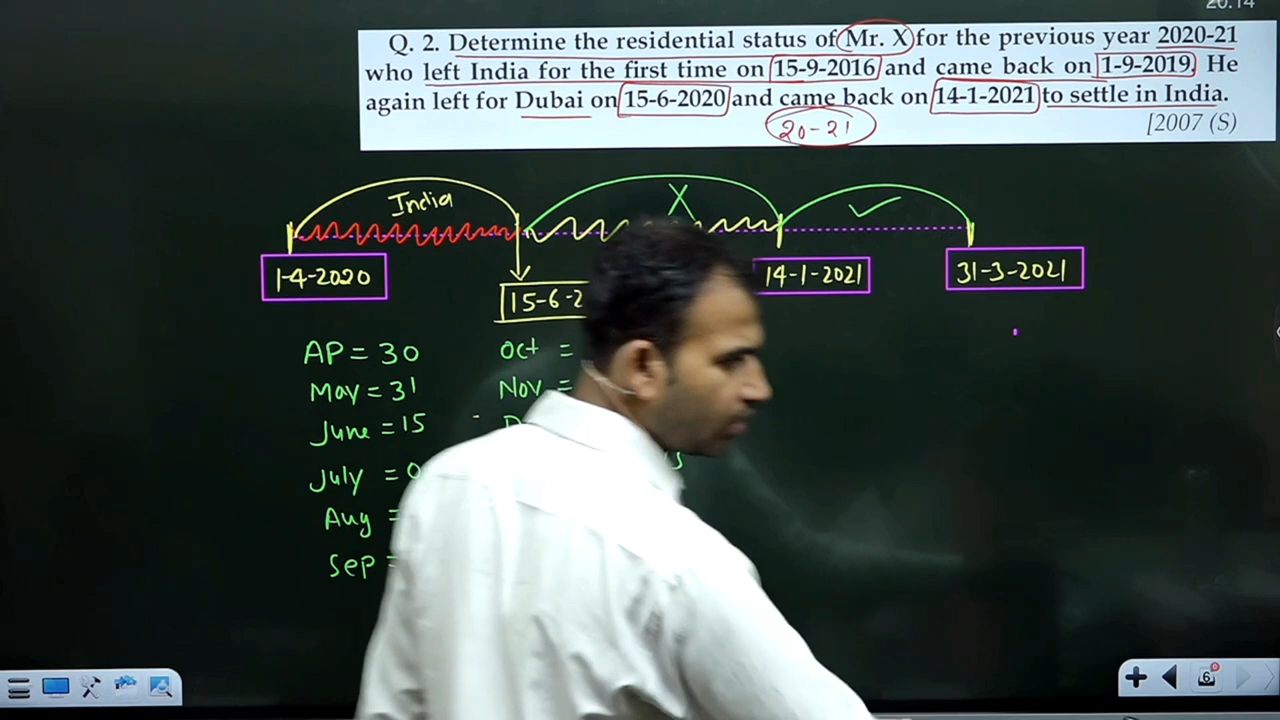 20:14
Q. 2. Determine the residential status of Mr. X for the previous year 2020-21
who left India for the first time on 15-9-2016 and came back on 1-9-2019. He
again left for Dubai on 15-6-2020 and came back on 14-1-2021 to settle in India.
20-21
[2007 (S)
India
X
1-4-2020
15-6-2
14-1-2021
31-3-2021
AP = 30
May = 31
June = 15
July = 0
Aug =
Sep =
Oct =
Nov =
6